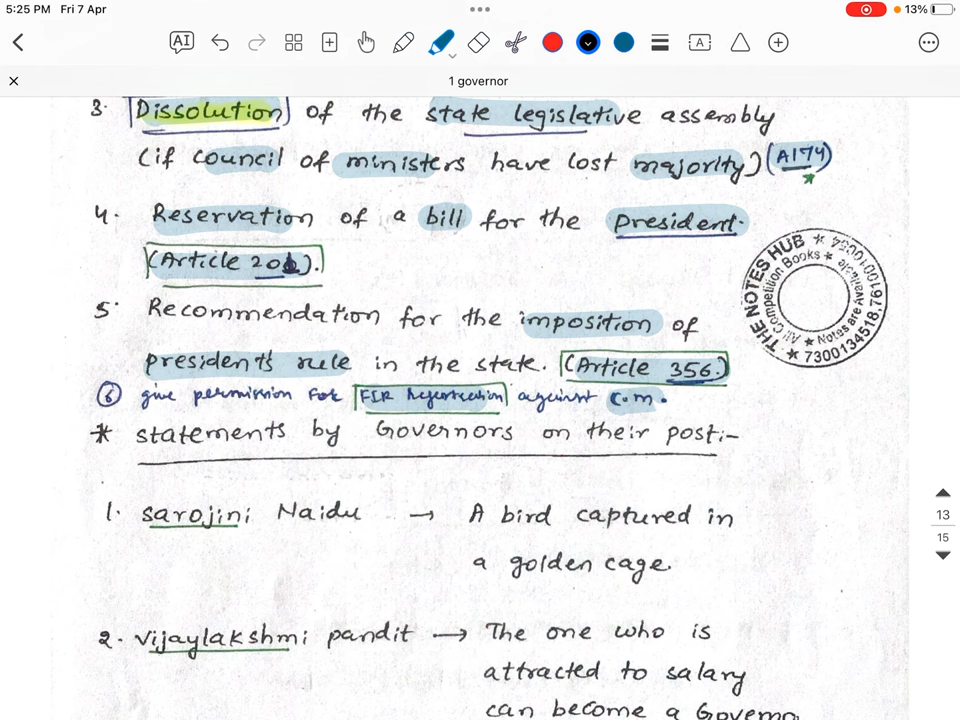 5:25 PM Fri 7 Apr
13%
AI
A
1 governor
3. Dissolution of the state legislative assembly
(if council of ministers have lost majority) (A174)
4. Reservation of a bill for the president.
(Article 201).
5. Recommendation for the imposition of
president's rule in the state. (Article 356.)
6 give permission for FIR Rejestration against C.m.
* statements by Governors on their post:-
1. Sarojini Naidu → A bird captured in
a golden cage.
2. Vijaylakshmi pandit → The one who is
attracted to salary
can become a Governo
13
15
THE NOTES HUB
All Competition Books
Notes are Available